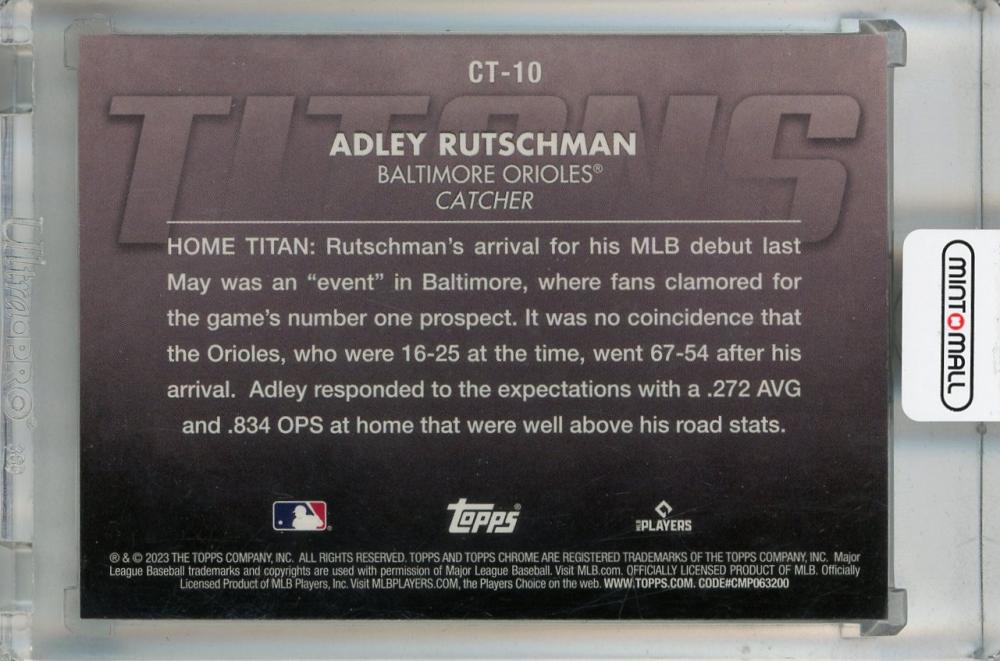 CT-10
TITANS
ADLEY RUTSCHMAN
BALTIMORE ORIOLES®
CATCHER
HOME TITAN: Rutschman's arrival for his MLB debut last
May was an “event” in Baltimore, where fans clamored for
the game's number one prospect. It was no coincidence that
the Orioles, who were 16-25 at the time, went 67-54 after his
arrival. Adley responded to the expectations with a .272 AVG
and .834 OPS at home that were well above his road stats.
topps®
MLB PLAYERS
® & © 2023 THE TOPPS COMPANY, INC. ALL RIGHTS RESERVED. TOPPS AND TOPPS CHROME ARE REGISTERED TRADEMARKS OF THE TOPPS COMPANY, INC. Major
League Baseball trademarks and copyrights are used with permission of Major League Baseball. Visit MLB.com. OFFICIALLY LICENSED PRODUCT OF MLB. Officially
Licensed Product of MLB Players, Inc. Visit MLBPLAYERS.COM, the Players Choice on the web. WWW.TOPPS.COM. CODE#CMP063200
MINT MALL
UltraPRO®